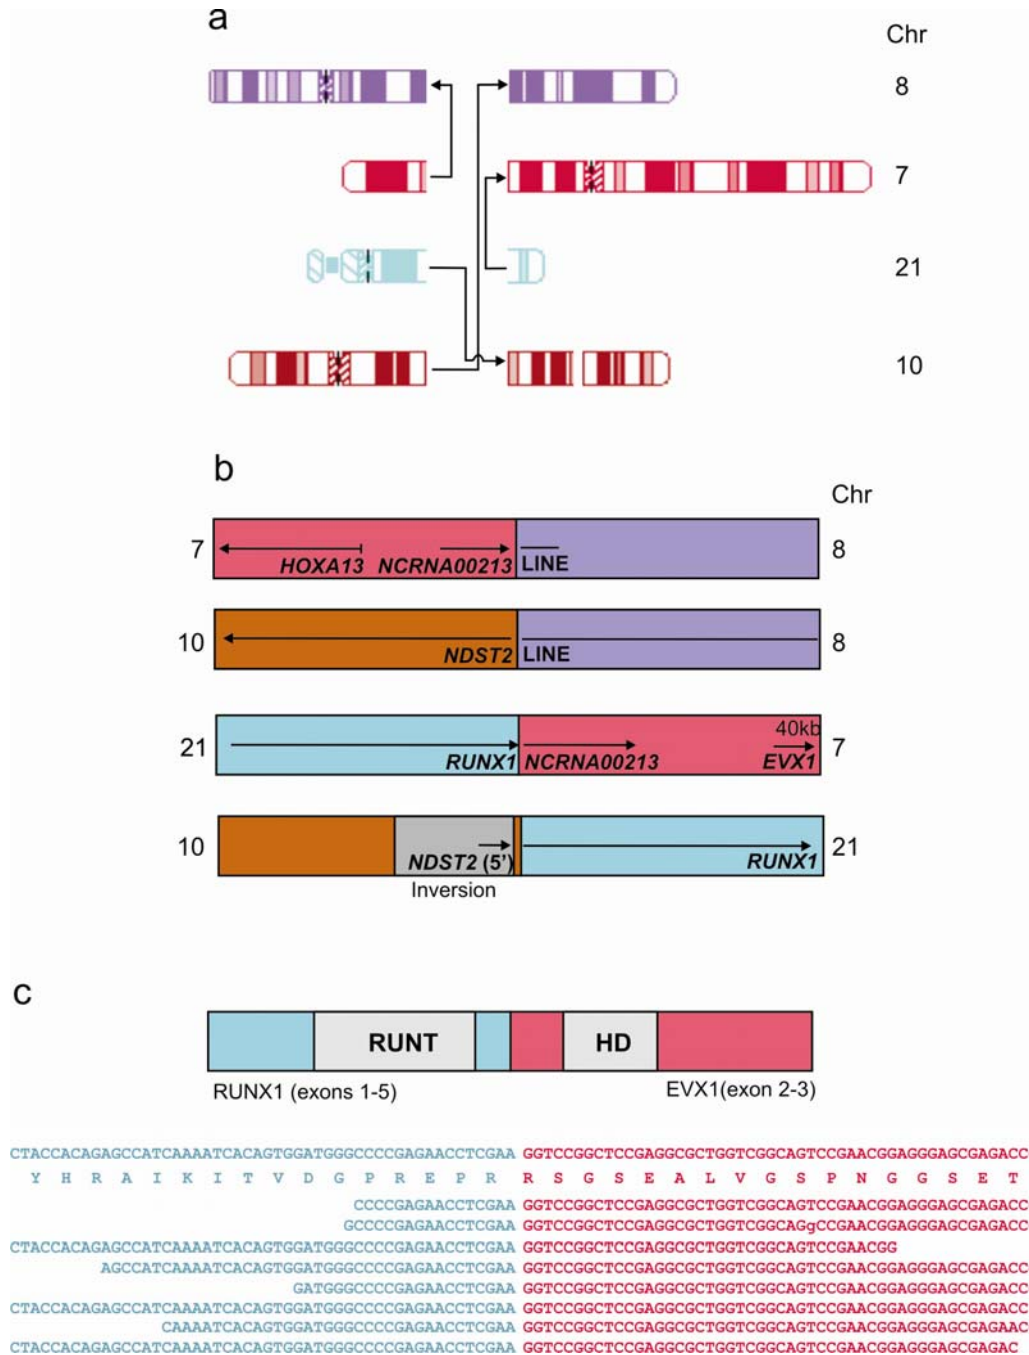 a
Chr
8
7
21
10
b
Chr
7 HOXA13 NCRNA00213 LINE 8
10 NDST2 LINE 8
40kb
21 RUNX1 NCRNA00213 EVX1 7
10 NDST2 (5') RUNX1 21
Inversion
c
RUNT HD
RUNX1 (exons 1-5) EVX1(exon 2-3)
CTACCACAGAGCCATCAAAATCACAGTGGATGGGCCCCGAGAACCTCGAA GGTCCGGCTCCGAGGCGCTGGTCGGCAGTCCGAACGGAGGGAGCGAGACC
Y H R A I K I T V D G P R E P R R S G S E A L V G S P N G G S E T
CCCCGAGAACCTCGAA GGTCCGGCTCCGAGGCGCTGGTCGGCAGTCCGAACGGAGGGAGCGAGACC
GCCCCGAGAACCTCGAA GGTCCGGCTCCGAGGCGCTGGTCGGCAGgCCGAACGGAGGGAGCGAGACC
CTACCACAGAGCCATCAAAATCACAGTGGATGGGCCCCGAGAACCTCGAA GGTCCGGCTCCGAGGCGCTGGTCGGCAGTCCGAACGG
AGCCATCAAAATCACAGTGGATGGGCCCCGAGAACCTCGAA GGTCCGGCTCCGAGGCGCTGGTCGGCAGTCCGAACGGAGGGAGCGAGACC
GATGGGCCCCGAGAACCTCGAA GGTCCGGCTCCGAGGCGCTGGTCGGCAGTCCGAACGGAGGGAGCGAGACC
CTACCACAGAGCCATCAAAATCACAGTGGATGGGCCCCGAGAACCTCGAA GGTCCGGCTCCGAGGCGCTGGTCGGCAGTCCGAACGGAGGGAGCGAGACC
CAAAATCACAGTGGATGGGCCCCGAGAACCTCGAA GGTCCGGCTCCGAGGCGCTGGTCGGCAGTCCGAACGGAGGGAGCGAGAAC
CTACCACAGAGCCATCAAAATCACAGTGGATGGGCCCCGAGAACCTCGAA GGTCCGGCTCCGAGGCGCTGGTCGGCAGTCCGAACGGAGGGAGCGAGAC